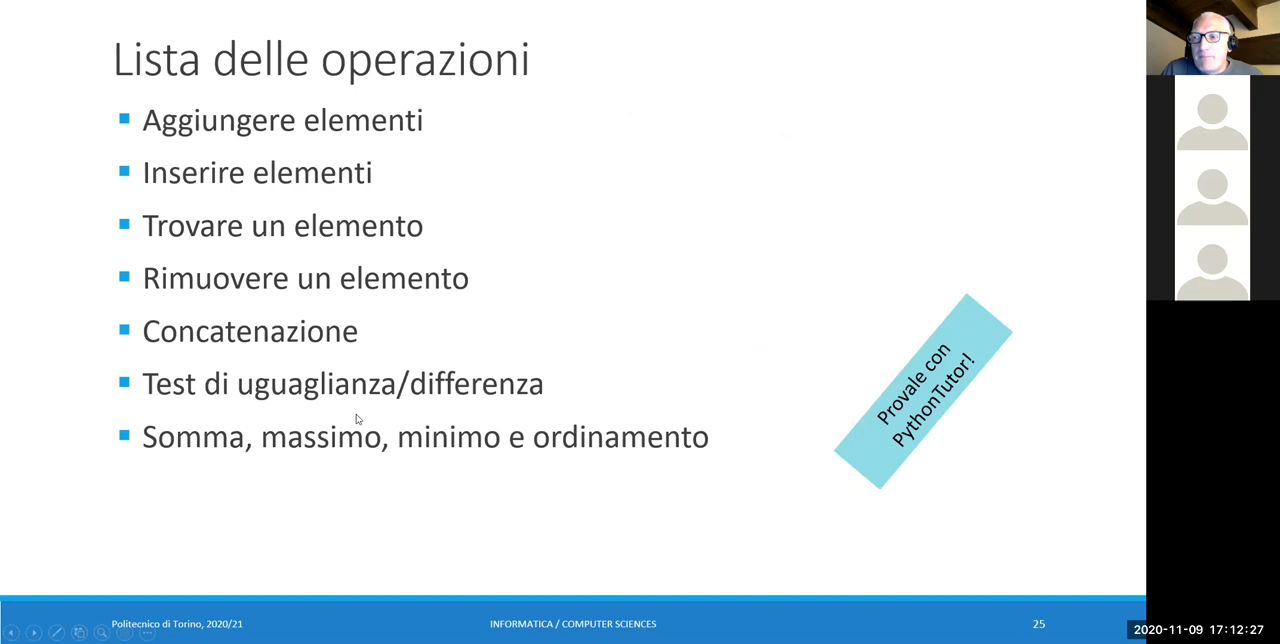 Lista delle operazioni
Aggiungere elementi
Inserire elementi
Trovare un elemento
Rimuovere un elemento
Concatenazione
Test di uguaglianza/differenza
Somma, massimo, minimo e ordinamento
Provale con
PythonTutor!
Politecnico di Torino, 2020/21
INFORMATICA / COMPUTER SCIENCES
25
2020-11-09 17:12:27